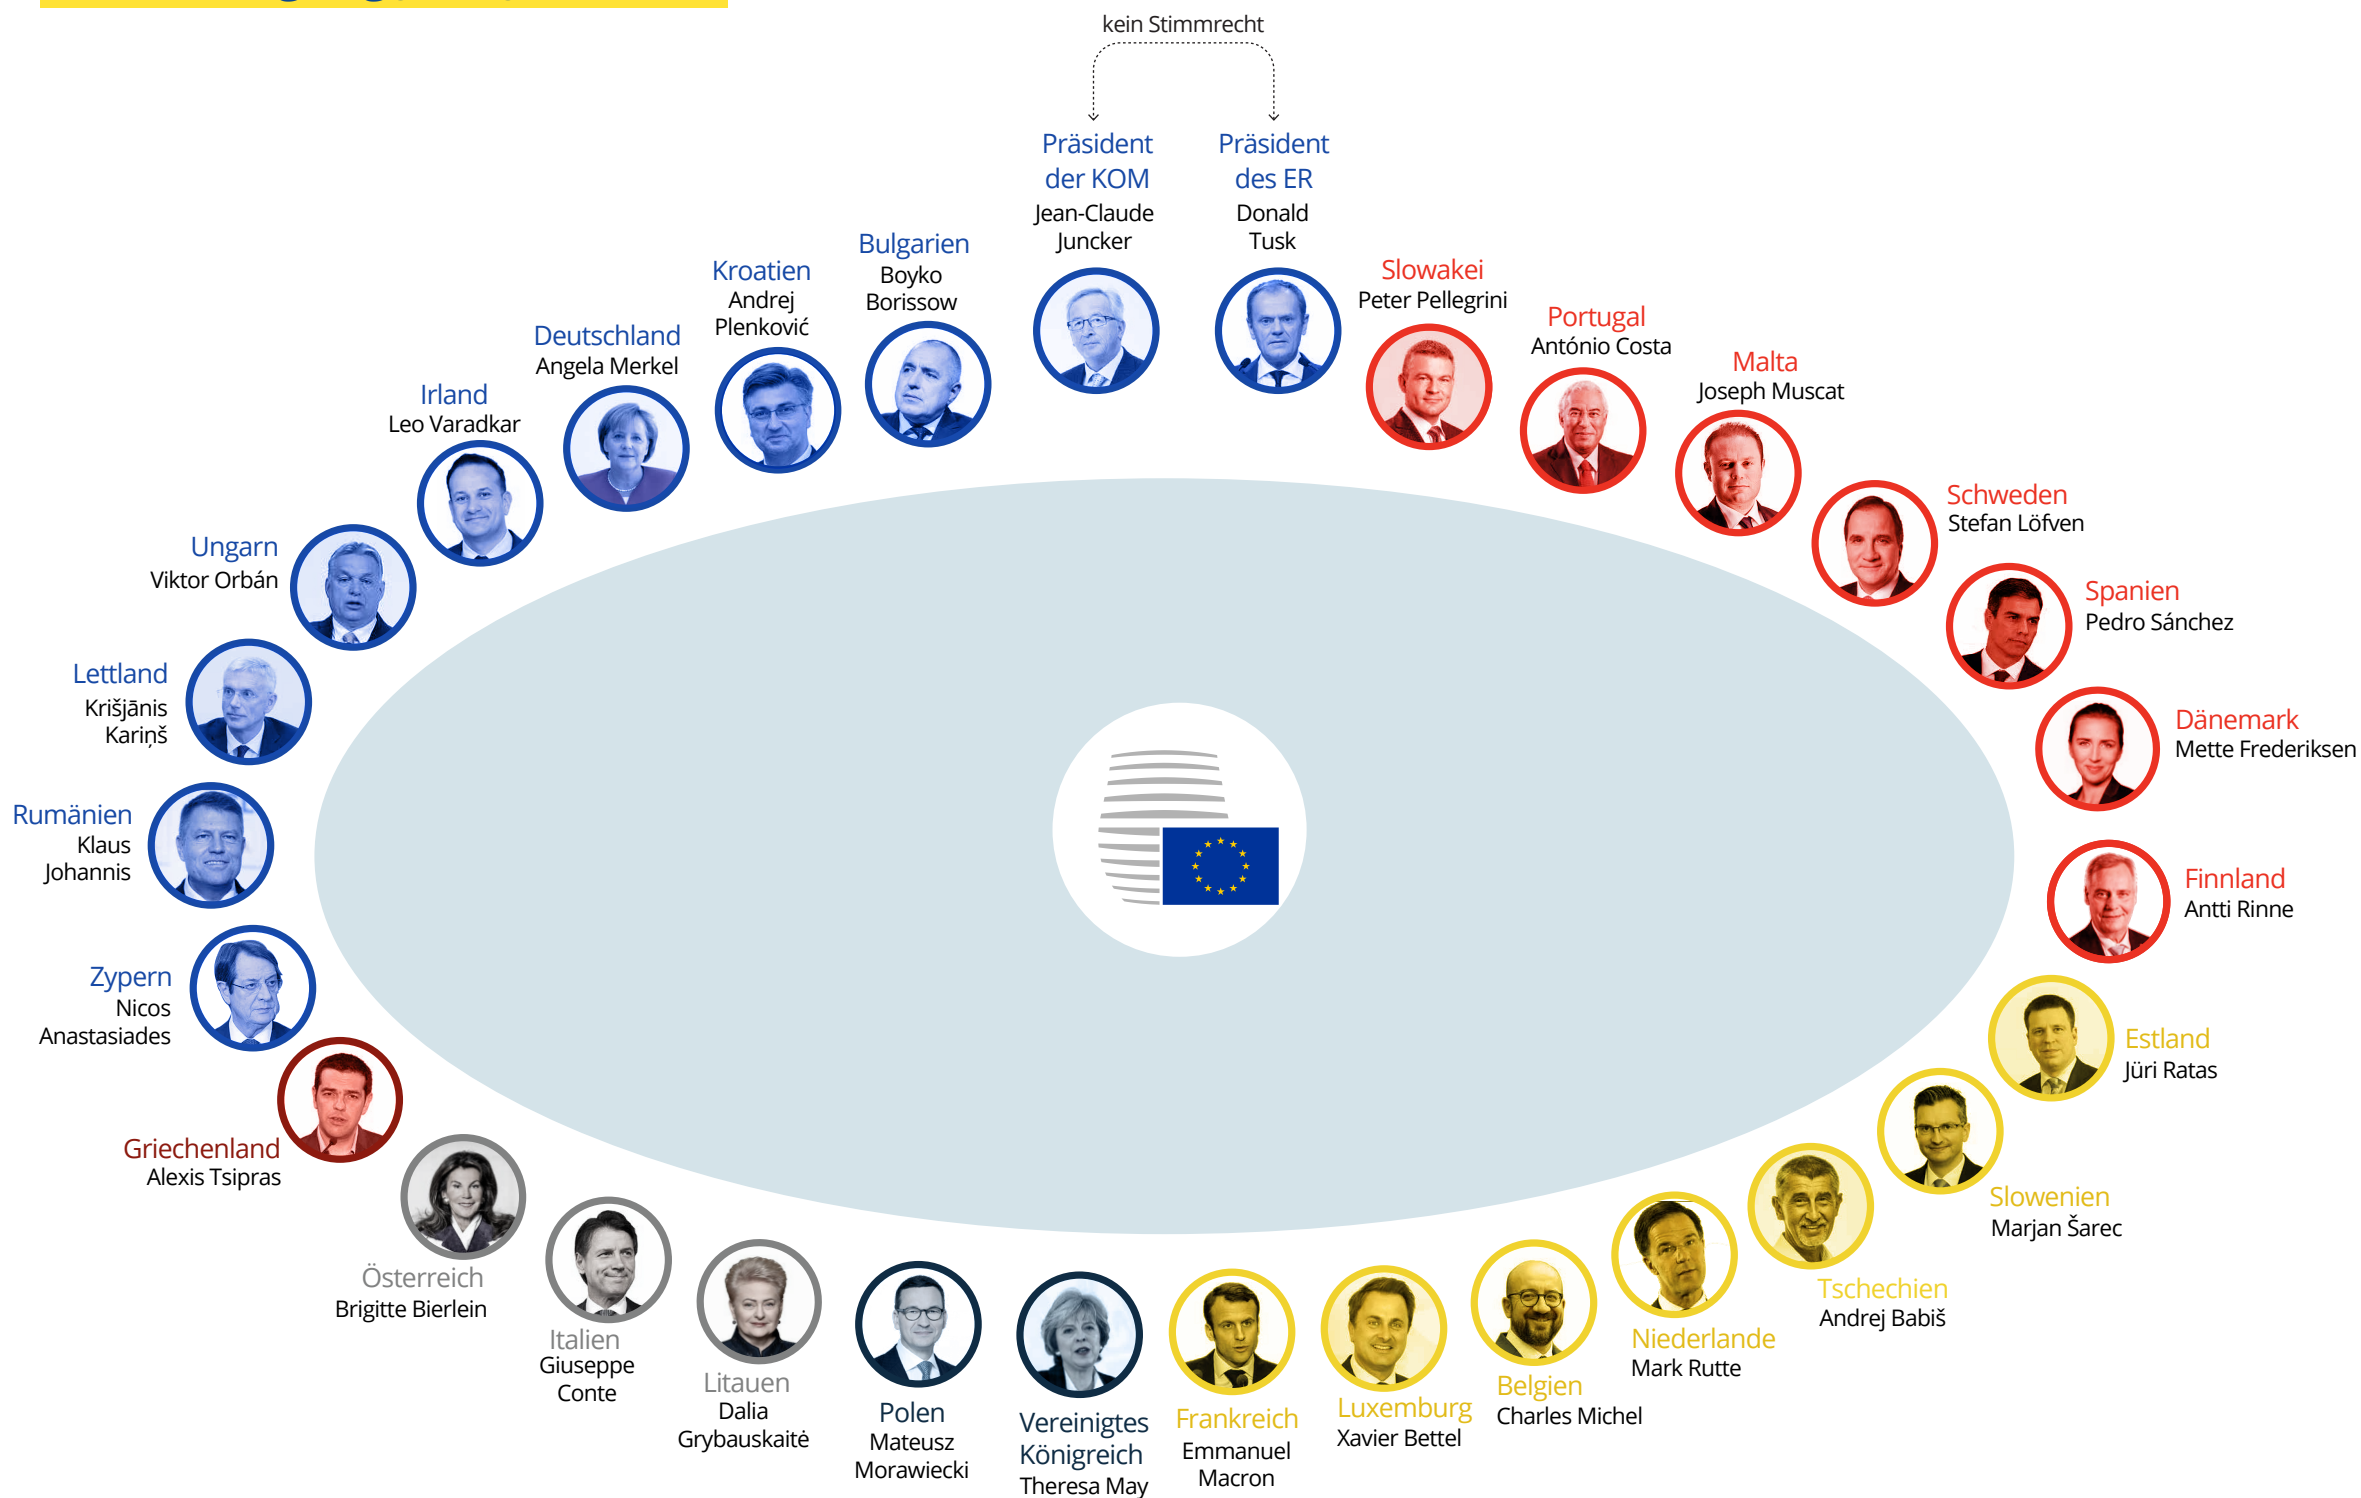 kein Stimmrecht
Präsident
der KOM
Jean-Claude
Juncker
Präsident
des ER
Donald
Tusk
Slowakei
Peter Pellegrini
Portugal
António Costa
Malta
Joseph Muscat
Schweden
Stefan Löfven
Spanien
Pedro Sánchez
Dänemark
Mette Frederiksen
Finnland
Antti Rinne
Estland
Jüri Ratas
Slowenien
Marjan Šarec
Tschechien
Andrej Babiš
Niederlande
Mark Rutte
Belgien
Charles Michel
Luxemburg
Xavier Bettel
Frankreich
Emmanuel
Macron
Vereinigtes
Königreich
Theresa May
Polen
Mateusz
Morawiecki
Litauen
Dalia
Grybauskaitė
Italien
Giuseppe
Conte
Österreich
Brigitte Bierlein
Griechenland
Alexis Tsipras
Zypern
Nicos
Anastasiades
Rumänien
Klaus
Johannis
Lettland
Krišjānis
Kariņš
Ungarn
Viktor Orbán
Irland
Leo Varadkar
Deutschland
Angela Merkel
Kroatien
Andrej
Plenković
Bulgarien
Boyko
Borissow